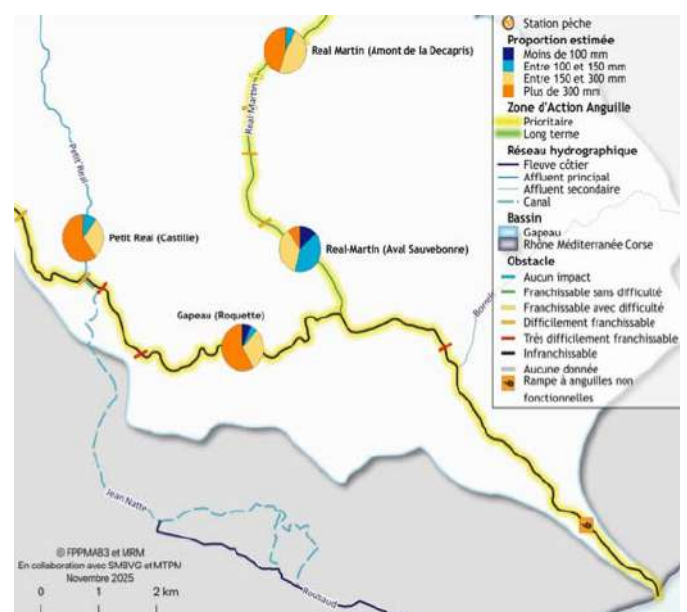 Station pêche
Proportion estimée
Moins de 100 mm
Entre 100 et 150 mm
Entre 150 et 300 mm
Plus de 300 mm
Zone d'Action Anguille
Prioritaire
Long terme
Réseau hydrographique
Fleuve côtier
Affluent principal
Affluent secondaire
Canal
Bassin
Gapeau
Rhône Méditerranée Corse
Obstacle
Aucun impact
Franchissable sans difficulté
Franchissable avec difficulté
Difficilement franchissable
Très difficilement franchissable
Infranchissable
Aucune donnée
Rampe à anguilles non
fonctionnelles
Real Martin (Amont de la Decapris)
Real Martin
Petit Real
Petit Real (Castille)
Real-Martin (Aval Sauvebonne)
Gapeau (Roquette)
Jean Natte
Roubaud
© FPPMA83 et MRM
En collaboration avec SMBVG et MTPM
Novembre 2025
0 1 2 km